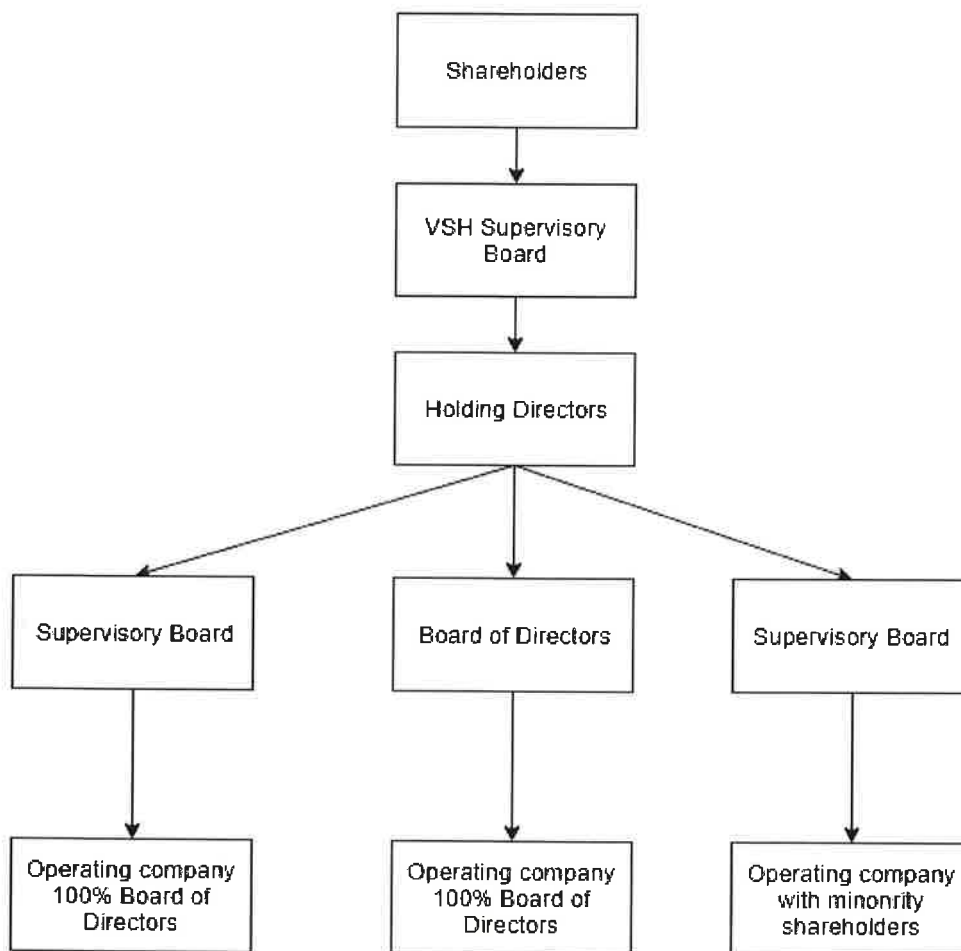 Shareholders
VSH Supervisory
Board
Holding Directors
Supervisory Board
Board of Directors
Supervisory Board
Operating company
100% Board of
Directors
Operating company
100% Board of
Directors
Operating company
with minonrity
shareholders